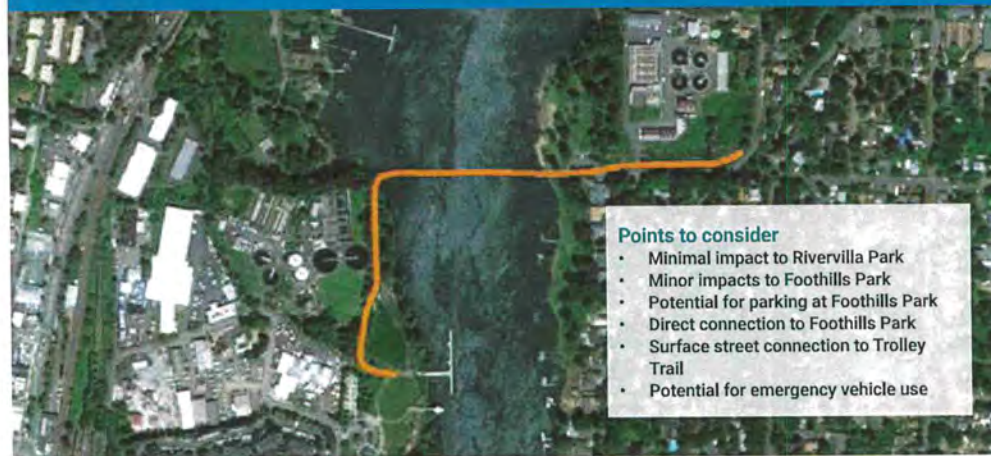 Points to consider
• Minimal impact to Rivervilla Park
• Minor impacts to Foothills Park
• Potential for parking at Foothills Park
• Direct connection to Foothills Park
• Surface street connection to Trolley
Trail
• Potential for emergency vehicle use